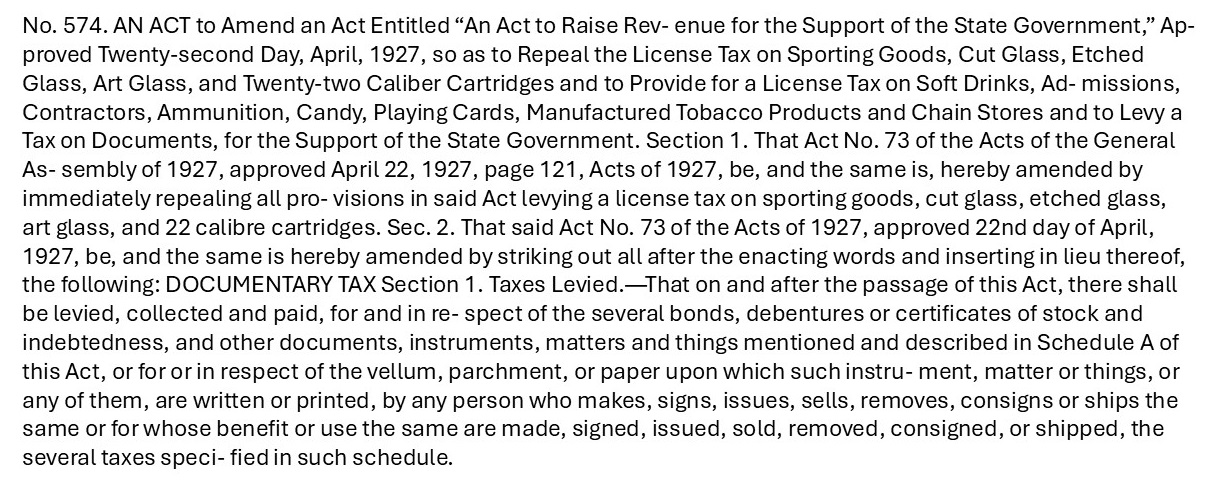 No. 574. AN ACT to Amend an Act Entitled “An Act to Raise Rev- enue for the Support of the State Government,” Ap-
proved Twenty-second Day, April, 1927, so as to Repeal the License Tax on Sporting Goods, Cut Glass, Etched
Glass, Art Glass, and Twenty-two Caliber Cartridges and to Provide for a License Tax on Soft Drinks, Ad- missions,
Contractors, Ammunition, Candy, Playing Cards, Manufactured Tobacco Products and Chain Stores and to Levy a
Tax on Documents, for the Support of the State Government. Section 1. That Act No. 73 of the Acts of the General
As- sembly of 1927, approved April 22, 1927, page 121, Acts of 1927, be, and the same is, hereby amended by
immediately repealing all pro- visions in said Act levying a license tax on sporting goods, cut glass, etched glass,
art glass, and 22 calibre cartridges. Sec. 2. That said Act No. 73 of the Acts of 1927, approved 22nd day of April,
1927, be, and the same is hereby amended by striking out all after the enacting words and inserting in lieu thereof,
the following: DOCUMENTARY TAX Section 1. Taxes Levied.—That on and after the passage of this Act, there shall
be levied, collected and paid, for and in re- spect of the several bonds, debentures or certificates of stock and
indebtedness, and other documents, instruments, matters and things mentioned and described in Schedule A of
this Act, or for or in respect of the vellum, parchment, or paper upon which such instru- ment, matter or things, or
any of them, are written or printed, by any person who makes, signs, issues, sells, removes, consigns or ships the
same or for whose benefit or use the same are made, signed, issued, sold, removed, consigned, or shipped, the
several taxes speci- fied in such schedule.